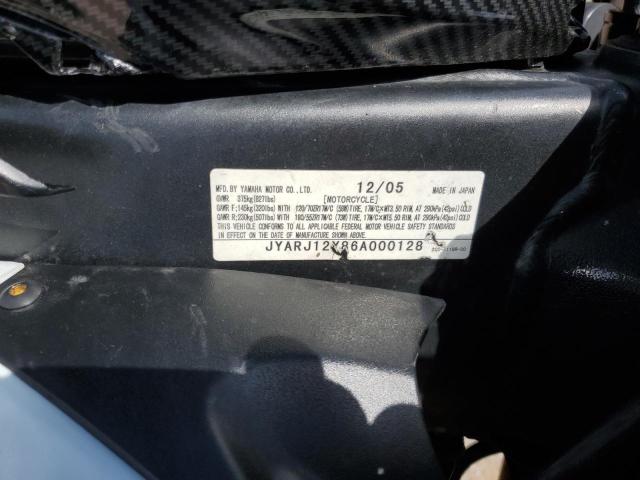 MFD.BY YAMAHA MOTOR CO.,LTD. 12/05 MADE IN JAPAN
GVWR 375kg(827lbs) [MOTORCYCLE]
GAWR F:145kg(320lbs)WITH 120/70ZR17M/C (58W)TIRE, 17M/C×MT3.50 RIM, AT 290kPa(42psi)COLD
GAWR R:230kg(507lbs)WITH 180/55ZR17M/C (73W)TIRE, 17M/C×MT5.50 RIM, AT 290kPa(42psi)COLD
THIS VEHICLE CONFORMS TO ALL APPLICABLE FEDERAL MOTOR VEHICLE SAFETY STANDARDS
IN EFFECT ON THE DATE OF MANUFACTURE SHOWN ABOVE.
JYARJ12Y86A000128